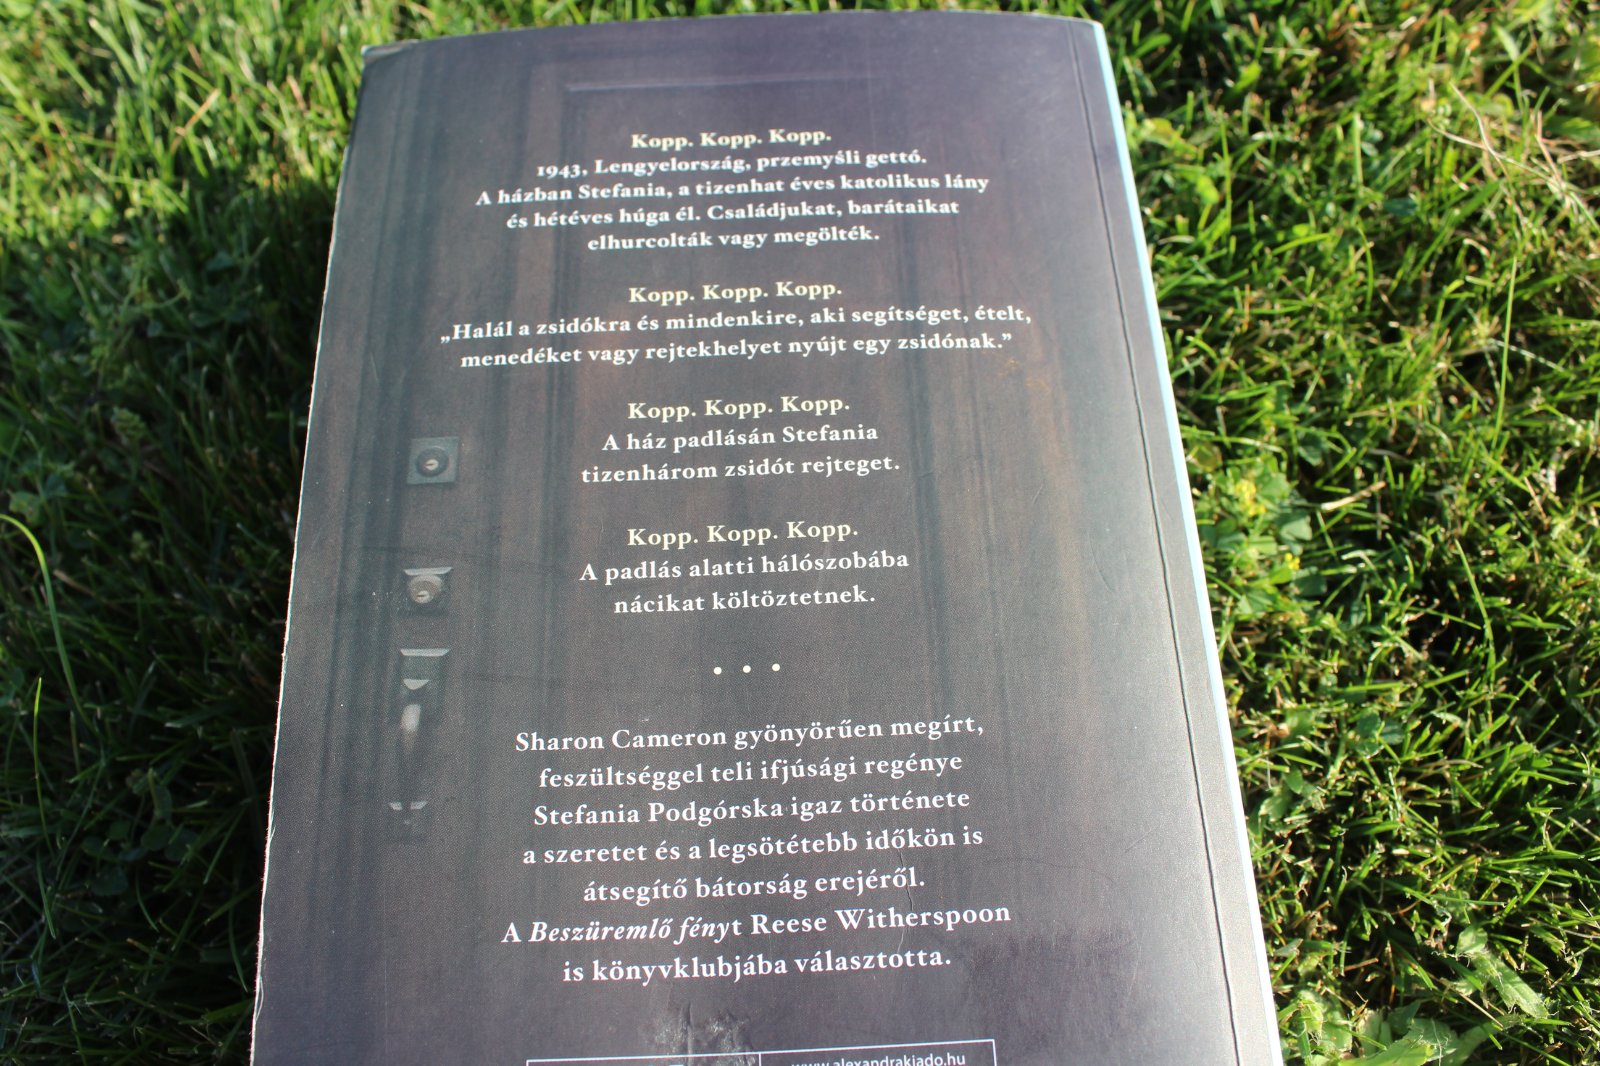 Kopp. Kopp. Kopp.
1943, Lengyelország, przemyśli gettó.
A házban Stefania, a tizenhat éves katolikus lány
és hétéves húga él. Családjukat, barátaikat
elhurcolták vagy megölték.
Kopp. Kopp. Kopp.
„Halál a zsidókra és mindenkire, aki segítséget, ételt,
menedéket vagy rejtekhelyet nyújt egy zsidónak.”
Kopp. Kopp. Kopp.
A ház padlásán Stefania
tizenhárom zsidót rejteget.
Kopp. Kopp. Kopp.
A padlás alatti hálószobába
nácikat költöztetnek.
• • •
Sharon Cameron gyönyörűen megírt,
feszültséggel teli ifjúsági regénye
Stefania Podgórska igaz története
a szeretet és a legsötétebb időkön is
átsegítő bátorság erejéről.
A Beszüremlő fényt Reese Witherspoon
is könyvklubjába választotta.
www.alexandrakiado.hu